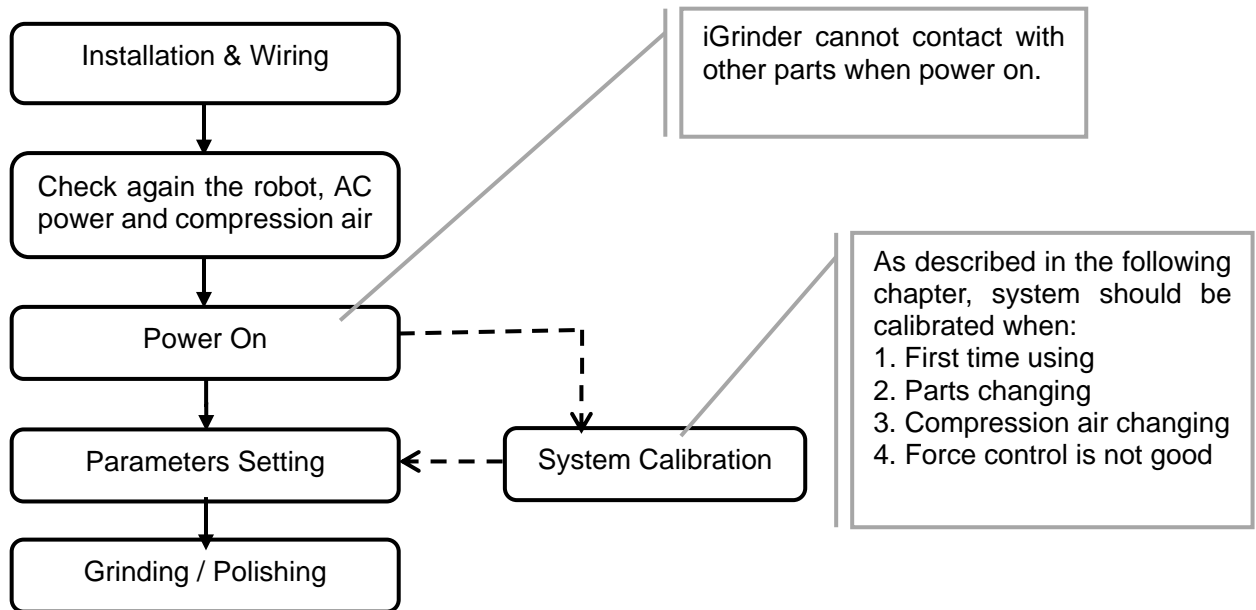 Installation & Wiring
iGrinder cannot contact with
other parts when power on.
Check again the robot, AC
power and compression air
Power On
As described in the following
chapter, system should be
calibrated when:
1. First time using
2. Parts changing
3. Compression air changing
4. Force control is not good
Parameters Setting
System Calibration
Grinding / Polishing